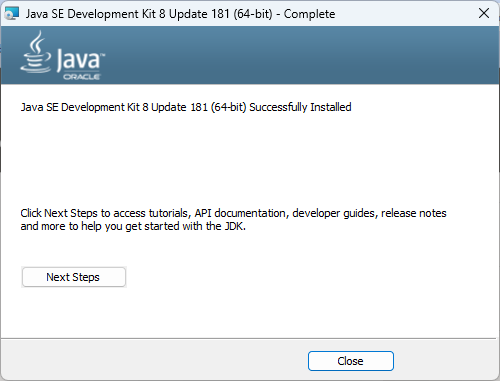 Java SE Development Kit 8 Update 181 (64-bit) - Complete
Java™
ORACLE
Java SE Development Kit 8 Update 181 (64-bit) Successfully Installed
Click Next Steps to access tutorials, API documentation, developer guides, release notes
and more to help you get started with the JDK.
Next Steps
Close